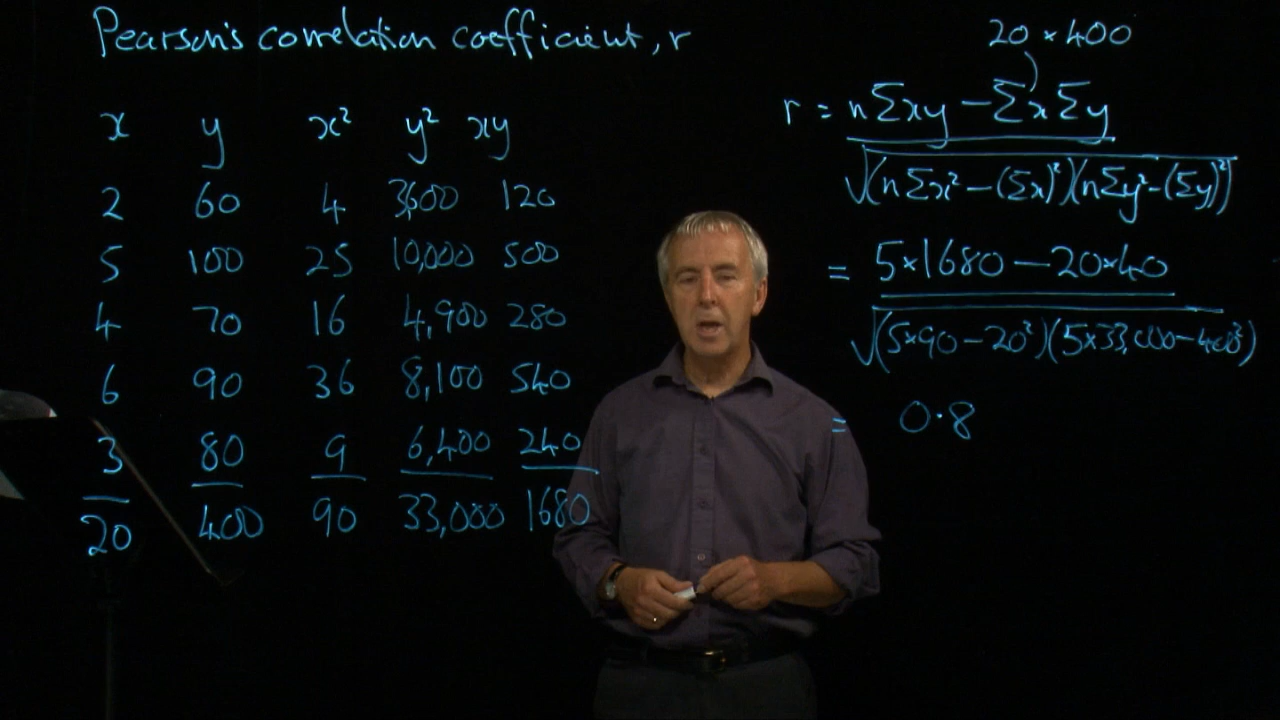 Pearson's correlation coefficient, r
20 × 400
x y x² y² xy
2 60 4 3,600 120
5 100 25 10,000 500
4 70 16 4,900 280
6 90 36 8,100 540
3 80 9 6,400 240
20 400 90 33,000 1680
r = nΣxy − ΣxΣy
√(nΣx² − (Σx)²)(nΣy² − (Σy)²)
= 5×1680 − 20×40
√(5×90 − 20²)(5×33,000 − 400²)
= 0.8